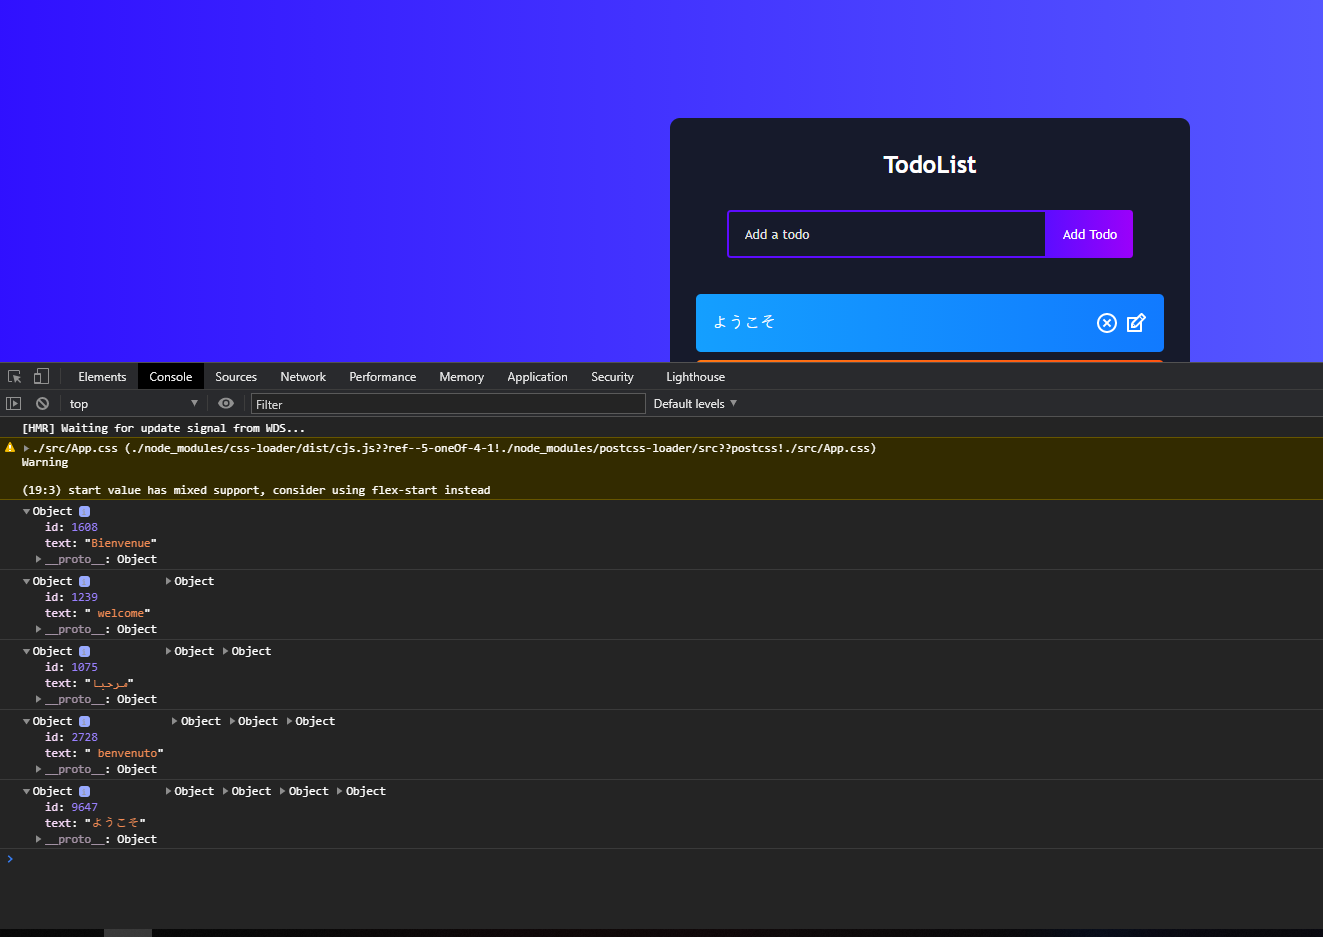 TodoList
Add a todo
Add Todo
ようこそ
Elements Console Sources Network Performance Memory Application Security Lighthouse
top Filter Default levels
[HMR] Waiting for update signal from WDS...
./src/App.css (./node_modules/css-loader/dist/cjs.js??ref--5-oneOf-4-1!./node_modules/postcss-loader/src??postcss!./src/App.css)
Warning
(19:3) start value has mixed support, consider using flex-start instead
Object
id: 1608
text: "Bienvenue"
__proto__: Object
Object Object
id: 1239
text: " welcome"
__proto__: Object
Object Object Object
id: 1075
text: "مرحبا"
__proto__: Object
Object Object Object Object
id: 2728
text: " benvenuto"
__proto__: Object
Object Object Object Object Object
id: 9647
text: "ようこそ"
__proto__: Object